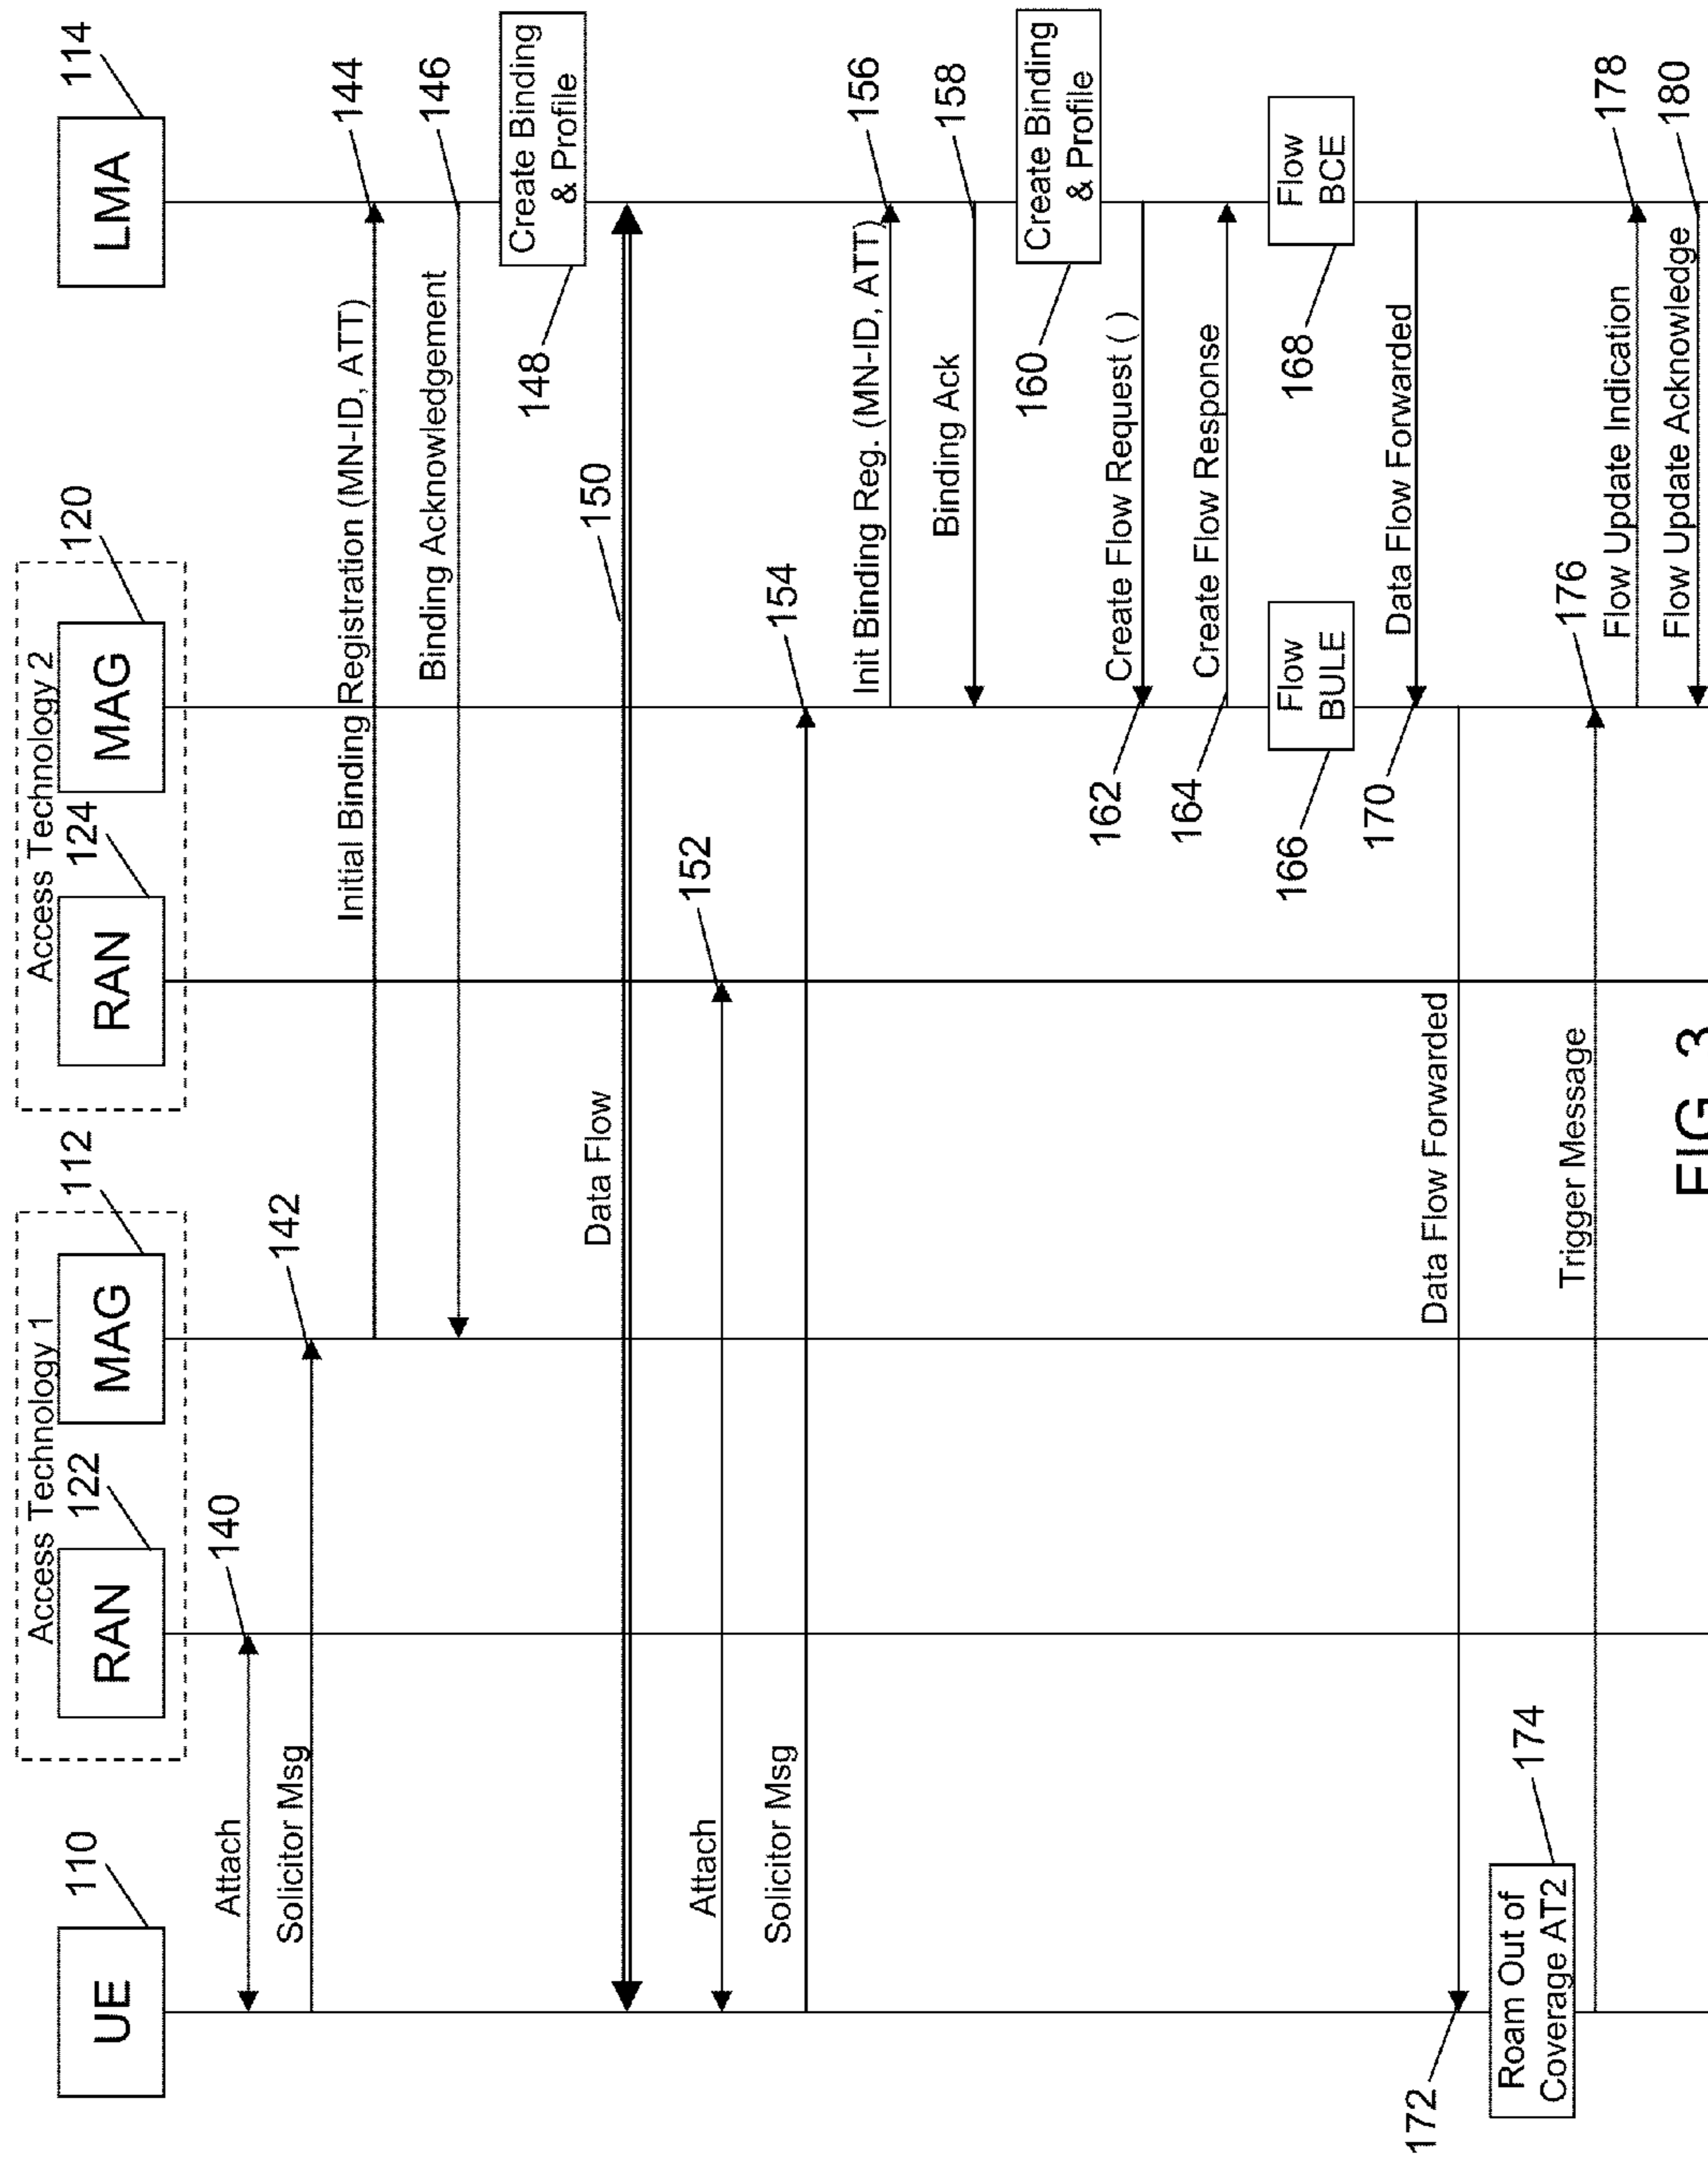 Access Technology 1
Access Technology 2
110
122
112
124
120
114
UE
RAN
MAG
RAN
MAG
LMA
Attach
140
Solicitor Msg
142
Initial Binding Registration (MN-ID, ATT)
144
Binding Acknowledgement
146
Create Binding
& Profile
148
Data Flow
150
Attach
152
Solicitor Msg
154
Init Binding Reg. (MN-ID, ATT)
156
Binding Ack
158
Create Binding
& Profile
160
Create Flow Request ( )
162
Create Flow Response
164
Flow
BULE
166
Flow
BCE
168
Data Flow Forwarded
170
Data Flow Forwarded
172
Roam Out of
Coverage AT2
174
Trigger Message
176
Flow Update Indication
178
Flow Update Acknowledge
180
FIG. 3